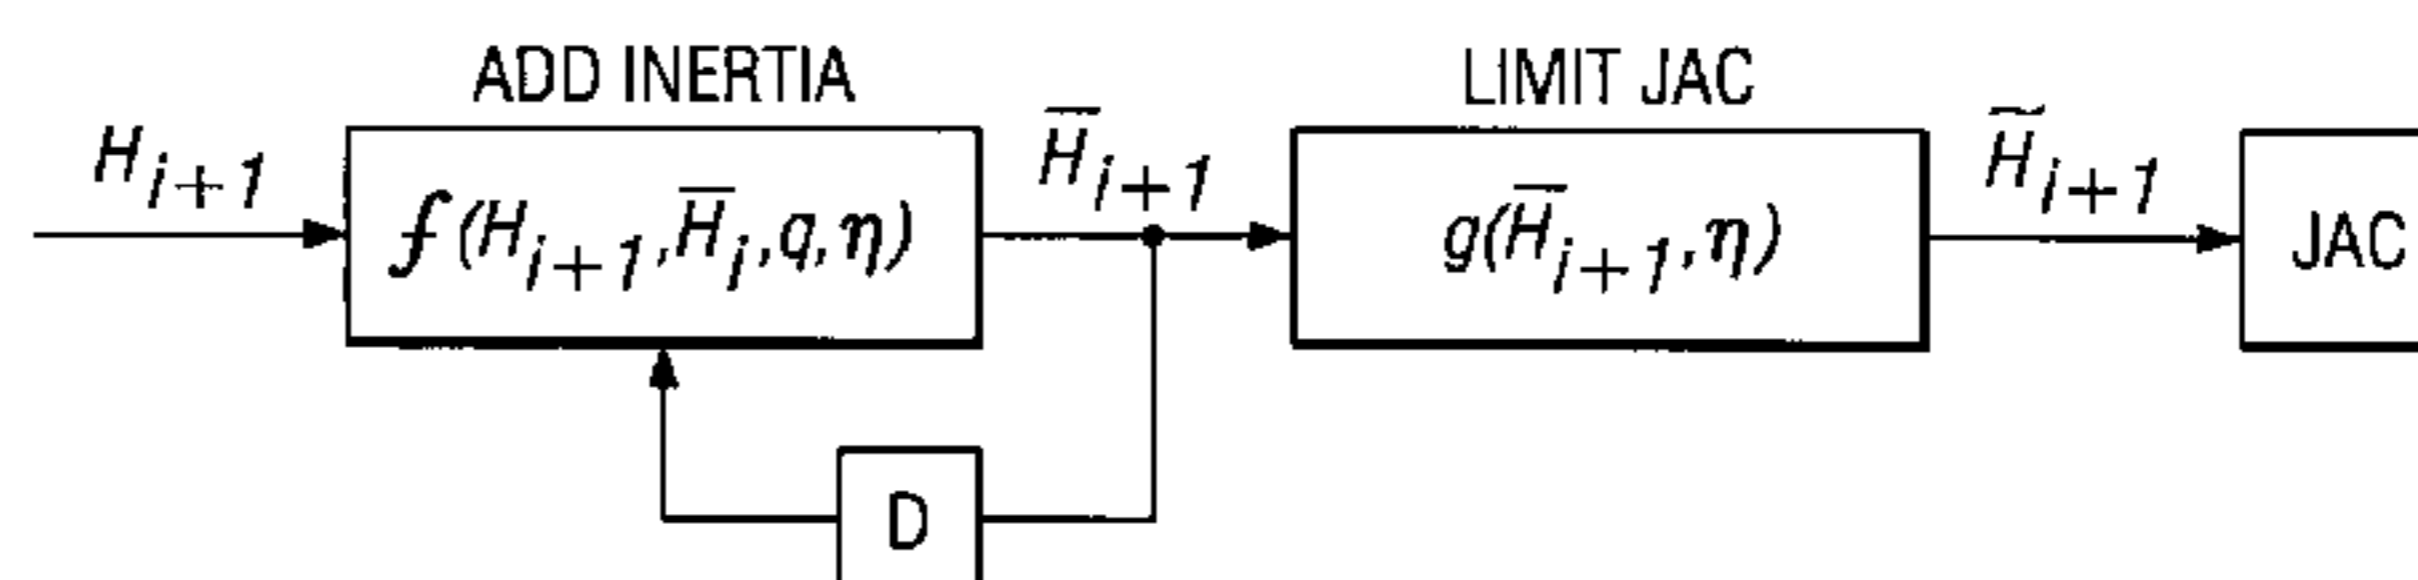 ADD INERTIA
LIMIT JAC
H_{i+1}
f(H_{i+1}, H̅_i, q, η)
H̅_{i+1}
g(H̅_{i+1}, η)
H̃_{i+1}
JAC
D